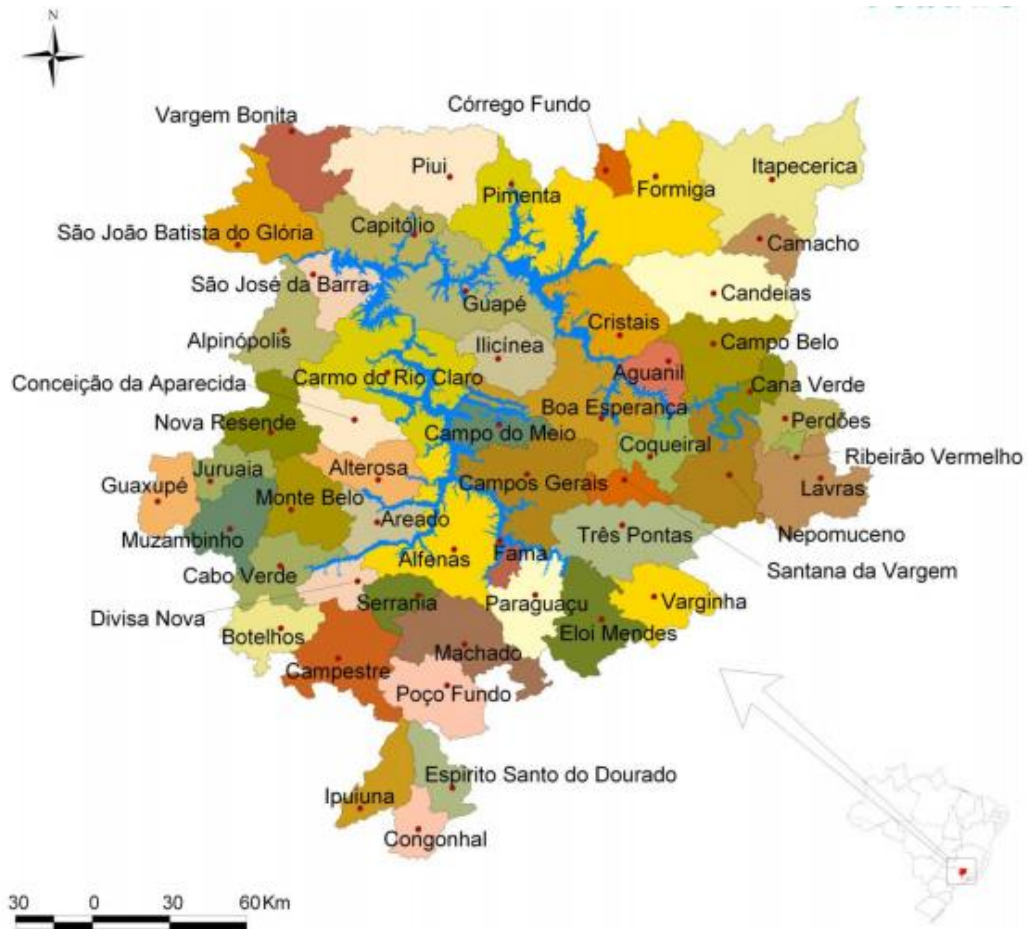 N
Vargem Bonita
Córrego Fundo
Piui
Pimenta
Formiga
Itapecerica
São João Batista do Glória
Capitólio
Camacho
São José da Barra
Guapé
Candeias
Alpinópolis
Ilicínea
Cristais
Campo Belo
Conceição da Aparecida
Carmo do Rio Claro
Aguanil
Cana Verde
Nova Resende
Campo do Meio
Boa Esperança
Perdões
Coqueiral
Ribeirão Vermelho
Guaxupé
Juruaia
Alterosa
Campos Gerais
Lavras
Monte Belo
Muzambinho
Areado
Três Pontas
Nepomuceno
Cabo Verde
Alfenas
Fama
Santana da Vargem
Divisa Nova
Serrania
Paraguaçu
Varginha
Botelhos
Eloi Mendes
Machado
Campestre
Poço Fundo
Espirito Santo do Dourado
Ipuiuna
Congonhal
30 0 30 60 Km